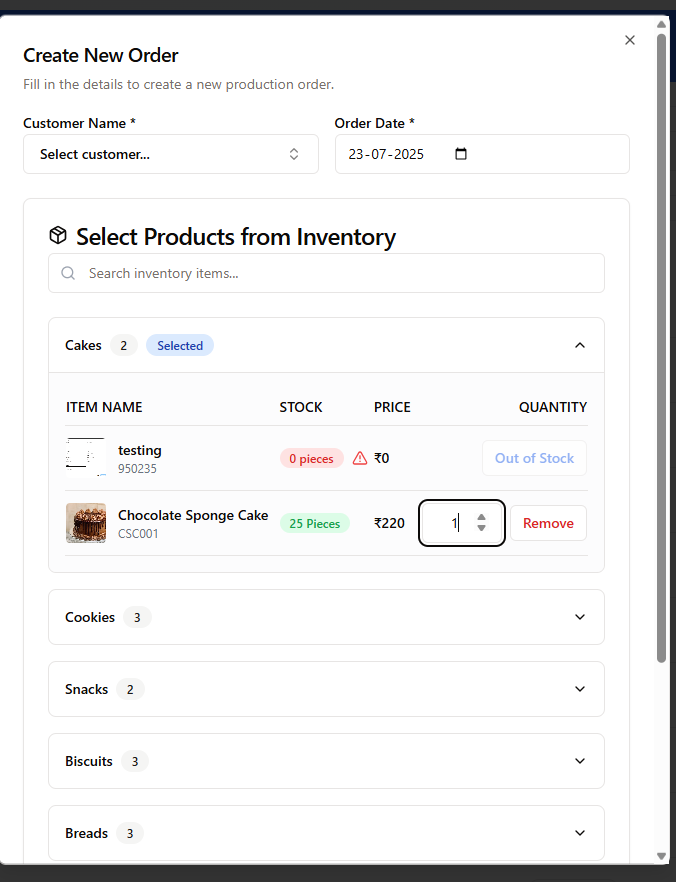 Create New Order
Fill in the details to create a new production order.
Customer Name * Order Date *
Select customer... 23-07-2025
Select Products from Inventory
Search inventory items...
Cakes 2 Selected
ITEM NAME STOCK PRICE QUANTITY
testing
950235
0 pieces ₹0 Out of Stock
Chocolate Sponge Cake
CSC001
25 Pieces ₹220 1 Remove
Cookies 3
Snacks 2
Biscuits 3
Breads 3